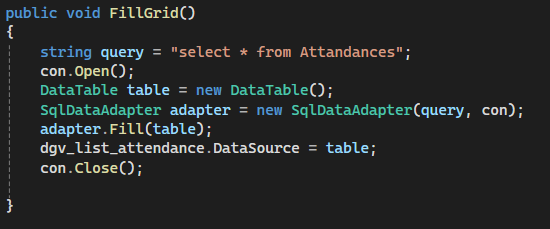 public void FillGrid()
{
string query = "select * from Attandances";
con.Open();
DataTable table = new DataTable();
SqlDataAdapter adapter = new SqlDataAdapter(query, con);
adapter.Fill(table);
dgv_list_attendance.DataSource = table;
con.Close();
}